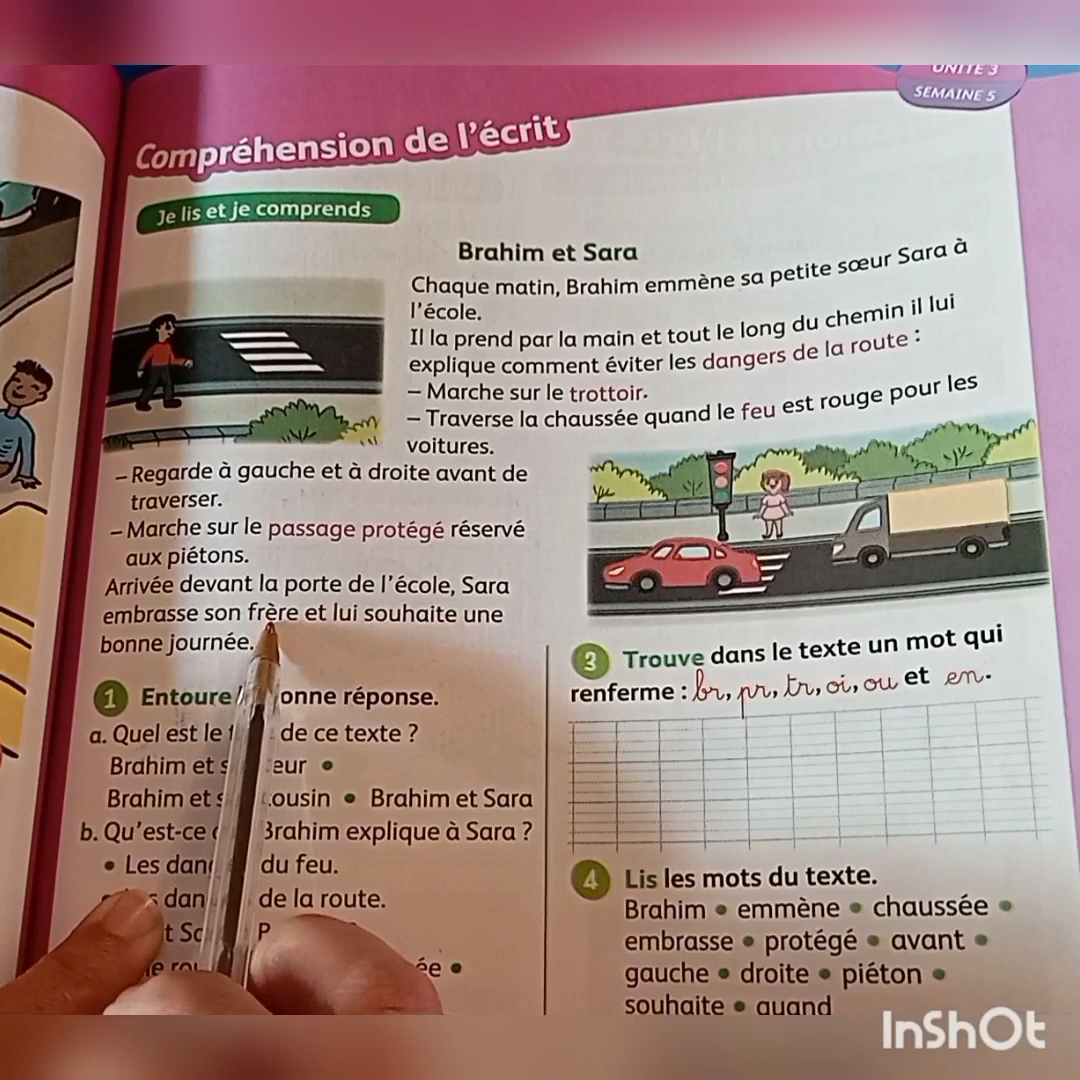 UNITÉ 3
SEMAINE 5
Compréhension de l'écrit
Je lis et je comprends
Brahim et Sara
Chaque matin, Brahim emmène sa petite sœur Sara à
l'école.
Il la prend par la main et tout le long du chemin il lui
explique comment éviter les dangers de la route :
– Marche sur le trottoir.
– Traverse la chaussée quand le feu est rouge pour les
voitures.
– Regarde à gauche et à droite avant de
traverser.
– Marche sur le passage protégé réservé
aux piétons.
Arrivée devant la porte de l'école, Sara
embrasse son frère et lui souhaite une
bonne journée.
1 Entoure onne réponse.
a. Quel est le de ce texte ?
Brahim et s eur •
Brahim et s ousin • Brahim et Sara
b. Qu'est-ce Brahim explique à Sara ?
• Les dan du feu.
dan de la route.
3 Trouve dans le texte un mot qui
renferme : br, pr, tr, oi, ou et en.
4 Lis les mots du texte.
Brahim • emmène • chaussée •
embrasse • protégé • avant •
gauche • droite • piéton •
souhaite • quand
InShOt